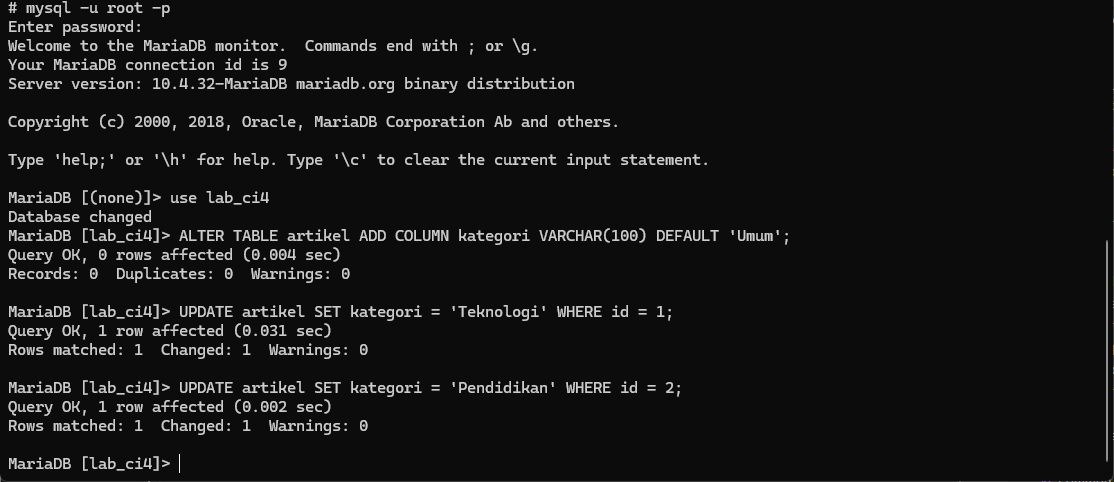 # mysql -u root -p
Enter password:
Welcome to the MariaDB monitor.  Commands end with ; or \g.
Your MariaDB connection id is 9
Server version: 10.4.32-MariaDB mariadb.org binary distribution

Copyright (c) 2000, 2018, Oracle, MariaDB Corporation Ab and others.

Type 'help;' or '\h' for help. Type '\c' to clear the current input statement.

MariaDB [(none)]> use lab_ci4
Database changed
MariaDB [lab_ci4]> ALTER TABLE artikel ADD COLUMN kategori VARCHAR(100) DEFAULT 'Umum';
Query OK, 0 rows affected (0.004 sec)
Records: 0  Duplicates: 0  Warnings: 0

MariaDB [lab_ci4]> UPDATE artikel SET kategori = 'Teknologi' WHERE id = 1;
Query OK, 1 row affected (0.031 sec)
Rows matched: 1  Changed: 1  Warnings: 0

MariaDB [lab_ci4]> UPDATE artikel SET kategori = 'Pendidikan' WHERE id = 2;
Query OK, 1 row affected (0.002 sec)
Rows matched: 1  Changed: 1  Warnings: 0

MariaDB [lab_ci4]>